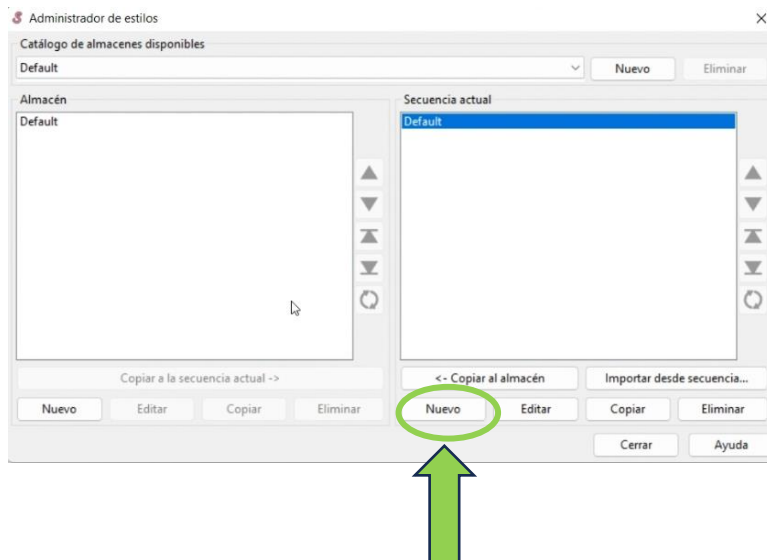 Administrador de estilos
Catálogo de almacenes disponibles
Default
Nuevo
Eliminar
Almacén
Default
Copiar a la secuencia actual ->
Nuevo
Editar
Copiar
Eliminar
Secuencia actual
Default
<- Copiar al almacén
Importar desde secuencia...
Nuevo
Editar
Copiar
Eliminar
Cerrar
Ayuda